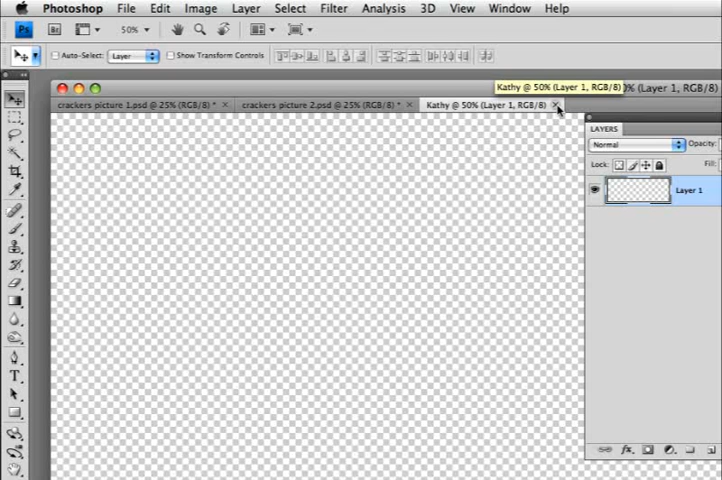 Photoshop File Edit Image Layer Select Filter Analysis 3D View Window Help
Ps Br 50%
Auto-Select: Layer Show Transform Controls
Kathy @ 50% (Layer 1, RGB/8) 0% (Layer 1, RGB/8)
crackers picture 1.psd @ 25% (RGB/8) * crackers picture 2.psd @ 25% (RGB/8) * Kathy @ 50% (Layer 1, RGB/8)
LAYERS
Normal Opacity:
Lock: Fill:
Layer 1
T
fx